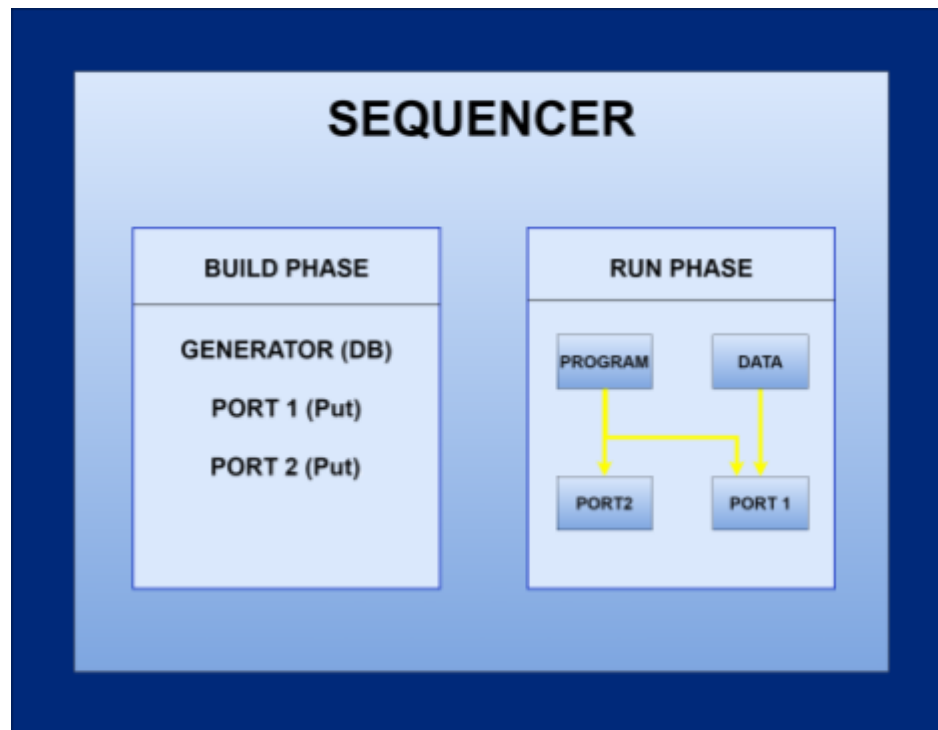 SEQUENCER
BUILD PHASE
GENERATOR (DB)
PORT 1 (Put)
PORT 2 (Put)
RUN PHASE
PROGRAM
DATA
PORT2
PORT 1